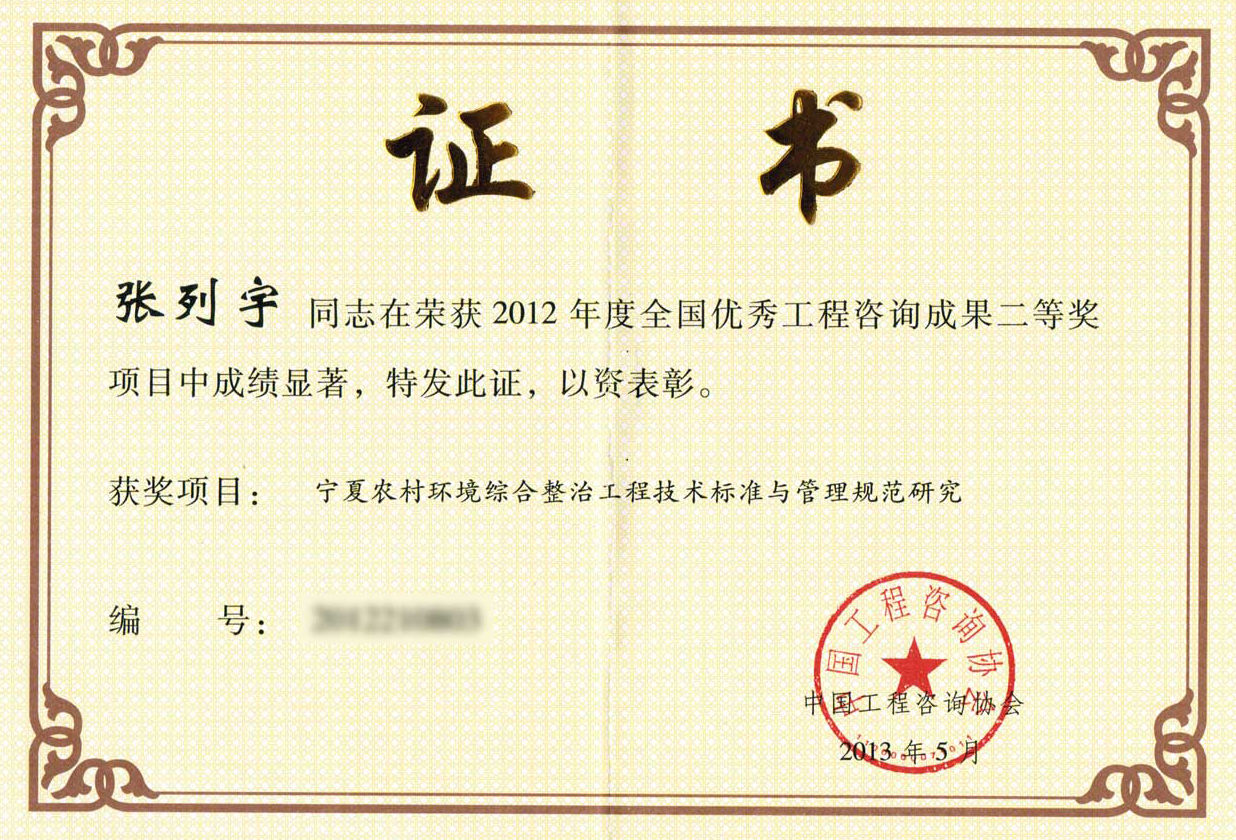 证 书
张列宇 同志在荣获 2012 年度全国优秀工程咨询成果二等奖
项目中成绩显著，特发此证，以资表彰。
获奖项目： 宁夏农村环境综合整治工程技术标准与管理规范研究
编 号：
中国工程咨询协会
中国工程咨询协会
2013 年 5 月